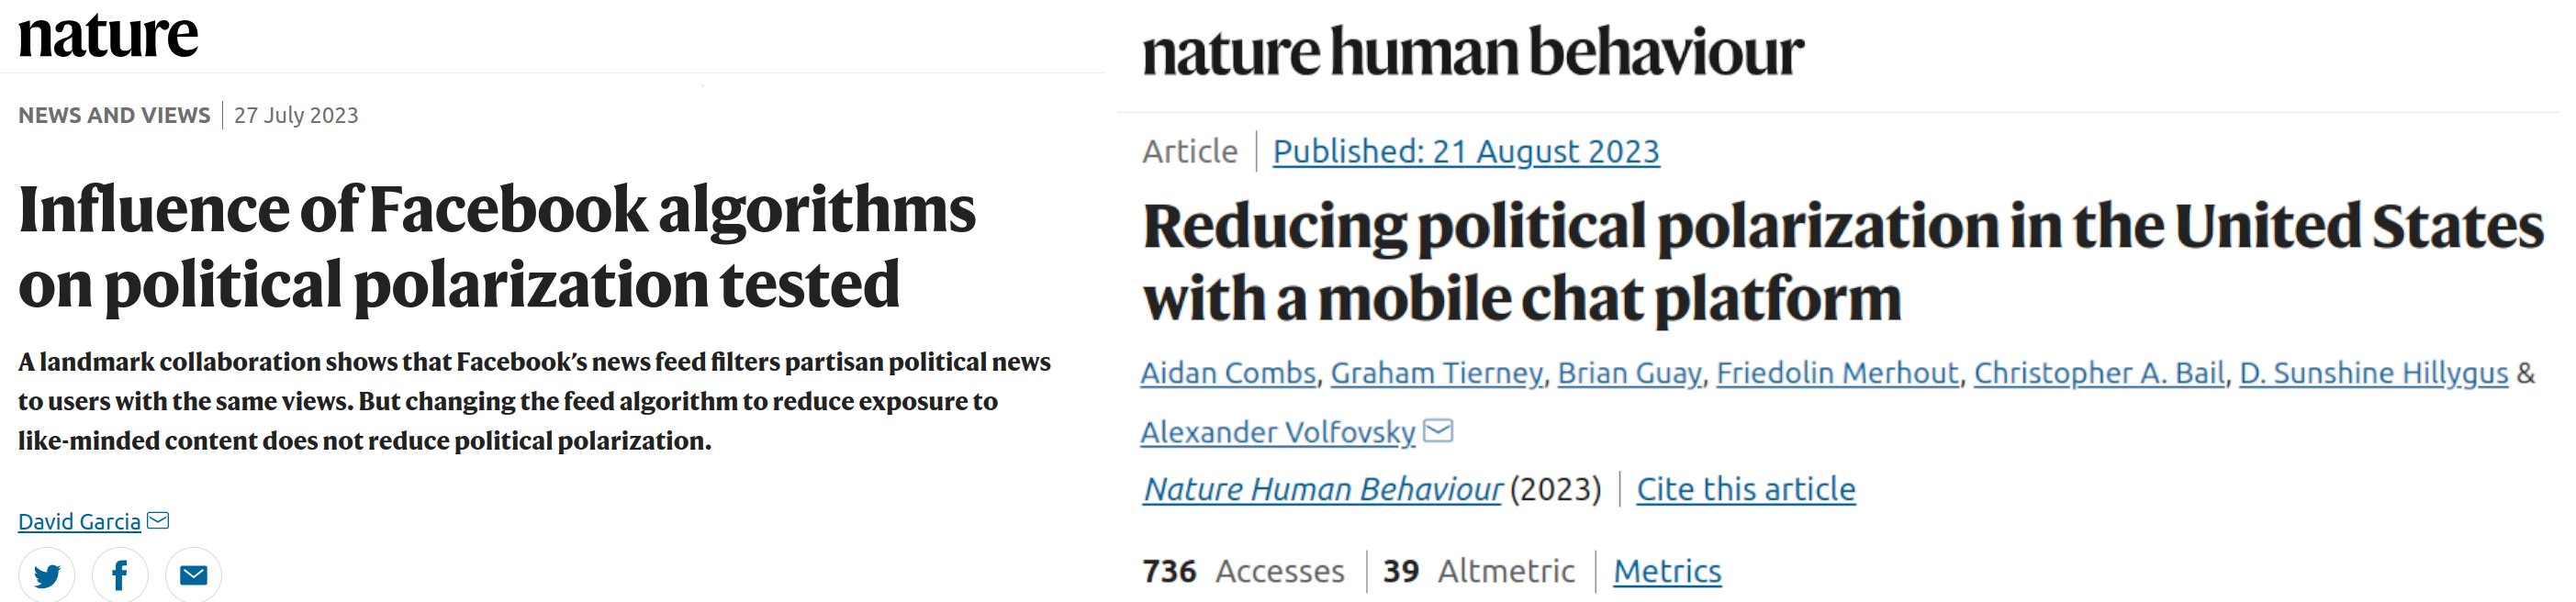 nature
NEWS AND VIEWS | 27 July 2023
Influence of Facebook algorithms
on political polarization tested
A landmark collaboration shows that Facebook’s news feed filters partisan political news
to users with the same views. But changing the feed algorithm to reduce exposure to
like-minded content does not reduce political polarization.
David Garcia
nature human behaviour
Article | Published: 21 August 2023
Reducing political polarization in the United States
with a mobile chat platform
Aidan Combs, Graham Tierney, Brian Guay, Friedolin Merhout, Christopher A. Bail, D. Sunshine Hillygus &
Alexander Volfovsky
Nature Human Behaviour (2023) | Cite this article
736 Accesses | 39 Altmetric | Metrics